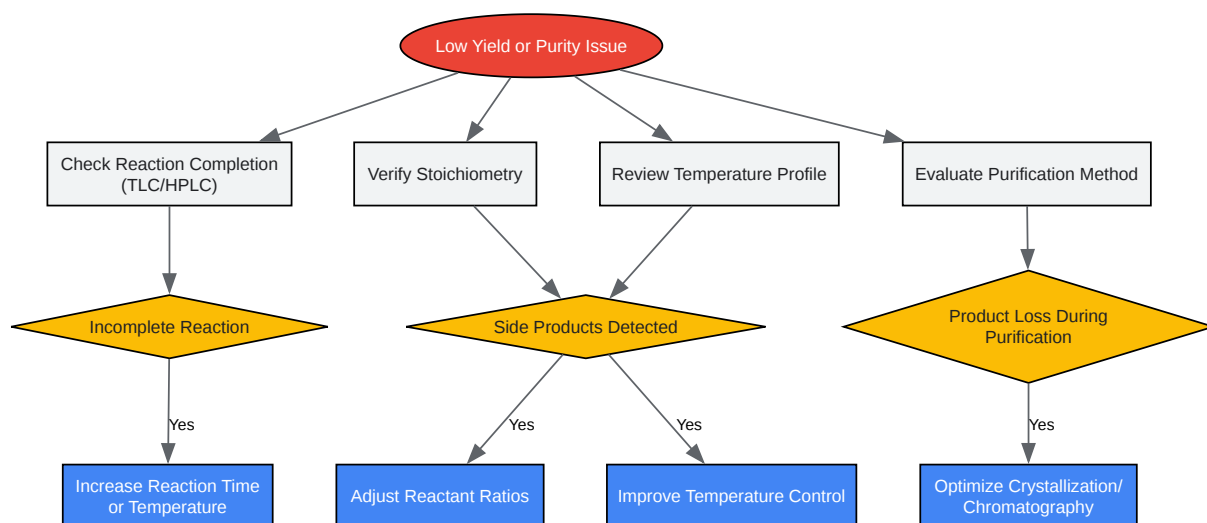 Low Yield or Purity Issue
Check Reaction Completion
(TLC/HPLC)
Verify Stoichiometry
Review Temperature Profile
Evaluate Purification Method
Incomplete Reaction
Side Products Detected
Product Loss During
Purification
Yes
Yes
Yes
Yes
Increase Reaction Time
or Temperature
Adjust Reactant Ratios
Improve Temperature Control
Optimize Crystallization/
Chromatography